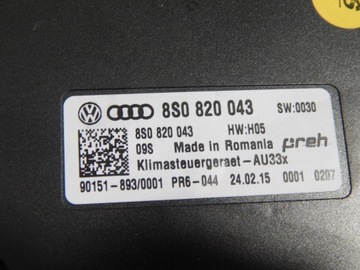 8S0 820 043 SW:0030
8S0 820 043 HW:H05
09S Made in Romania preh
Klimasteuergeraet-AU33x
90151-893/0001 PR6-044 24.02.15 0001 0207